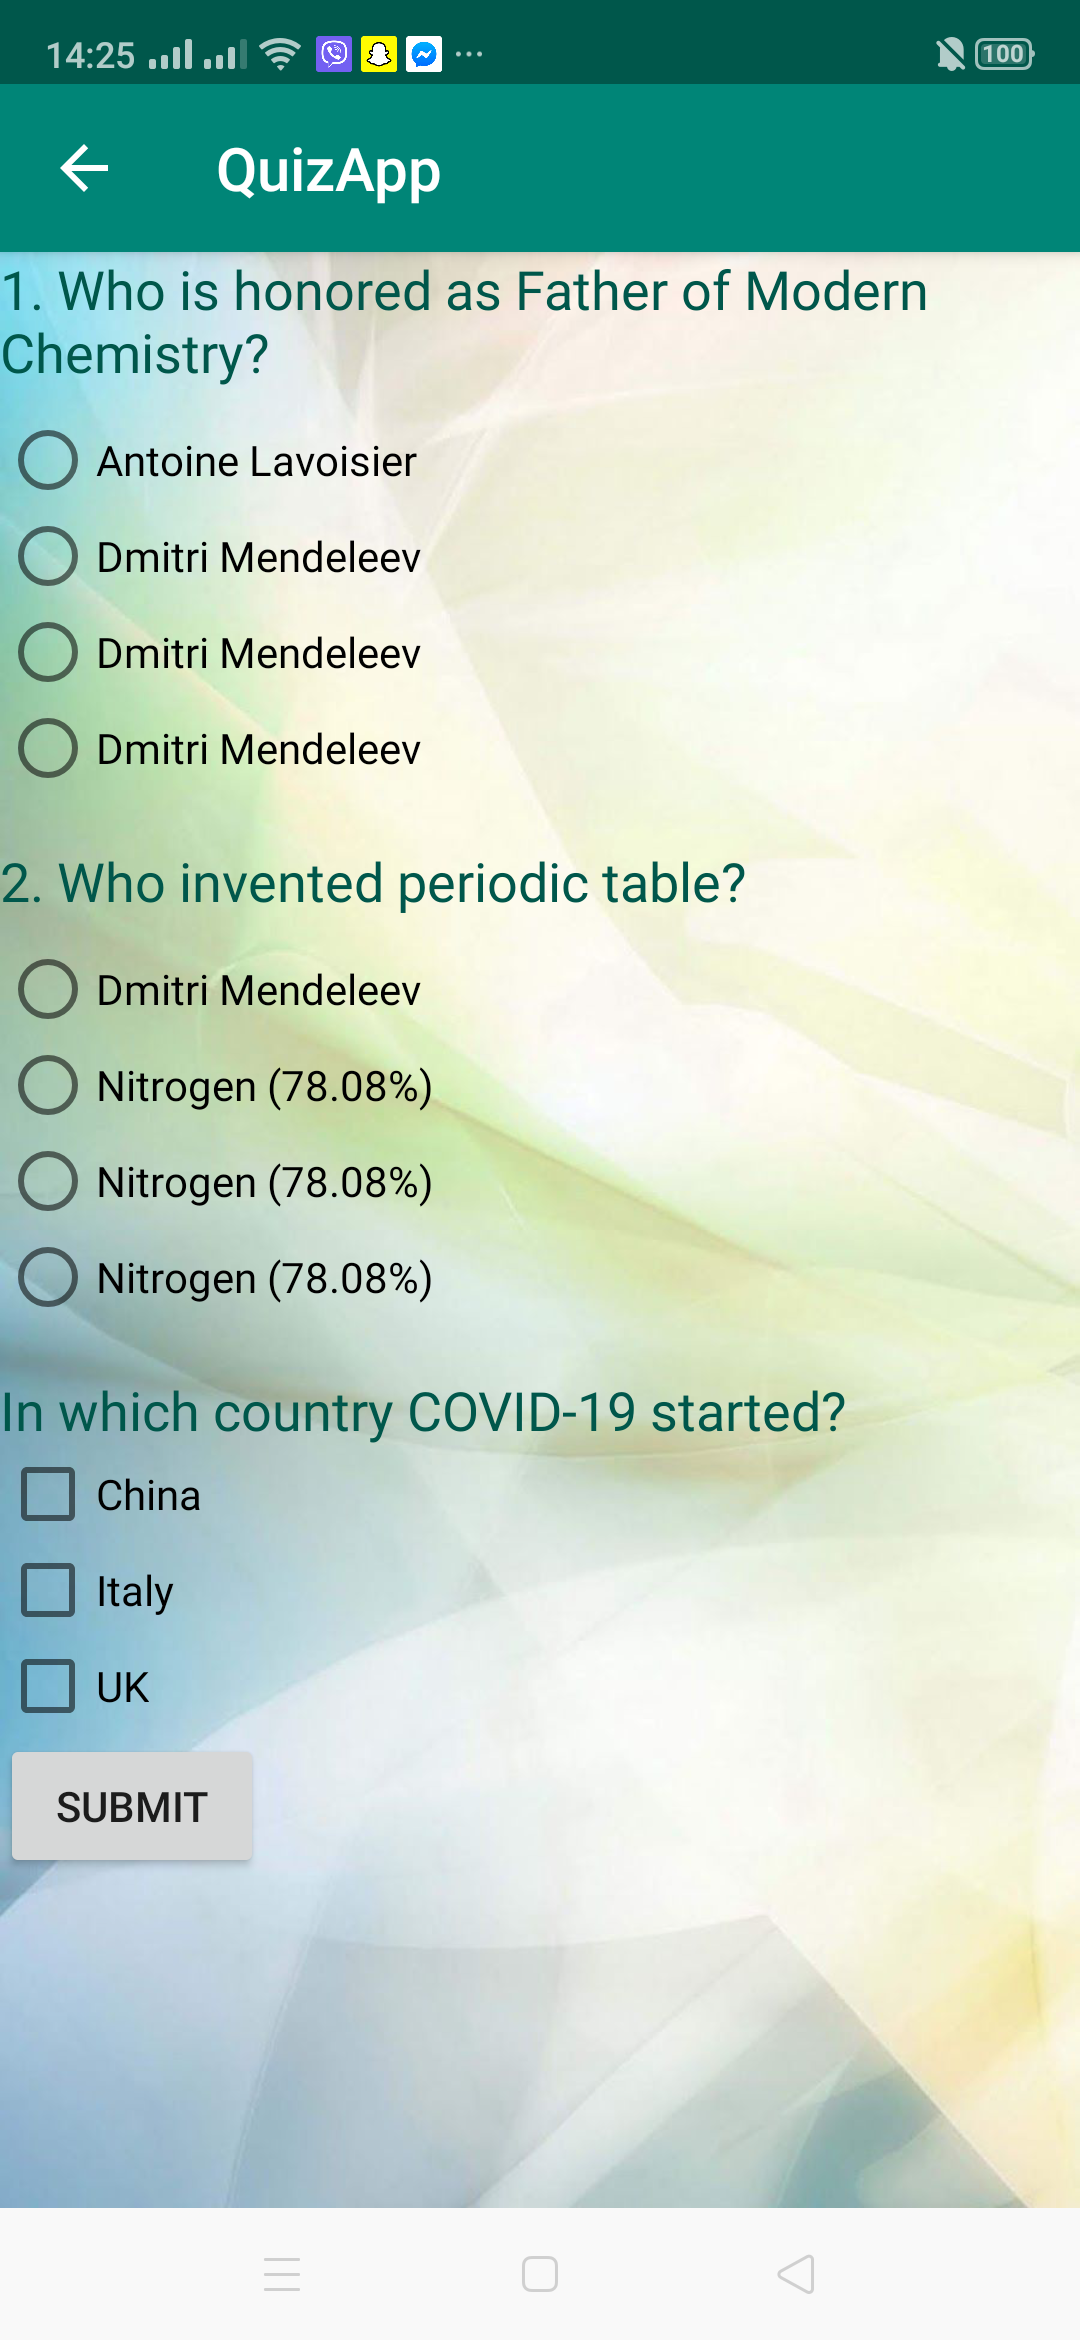 14:25
100
QuizApp
1. Who is honored as Father of Modern
Chemistry?
Antoine Lavoisier
Dmitri Mendeleev
Dmitri Mendeleev
Dmitri Mendeleev
2. Who invented periodic table?
Dmitri Mendeleev
Nitrogen (78.08%)
Nitrogen (78.08%)
Nitrogen (78.08%)
In which country COVID-19 started?
China
Italy
UK
SUBMIT